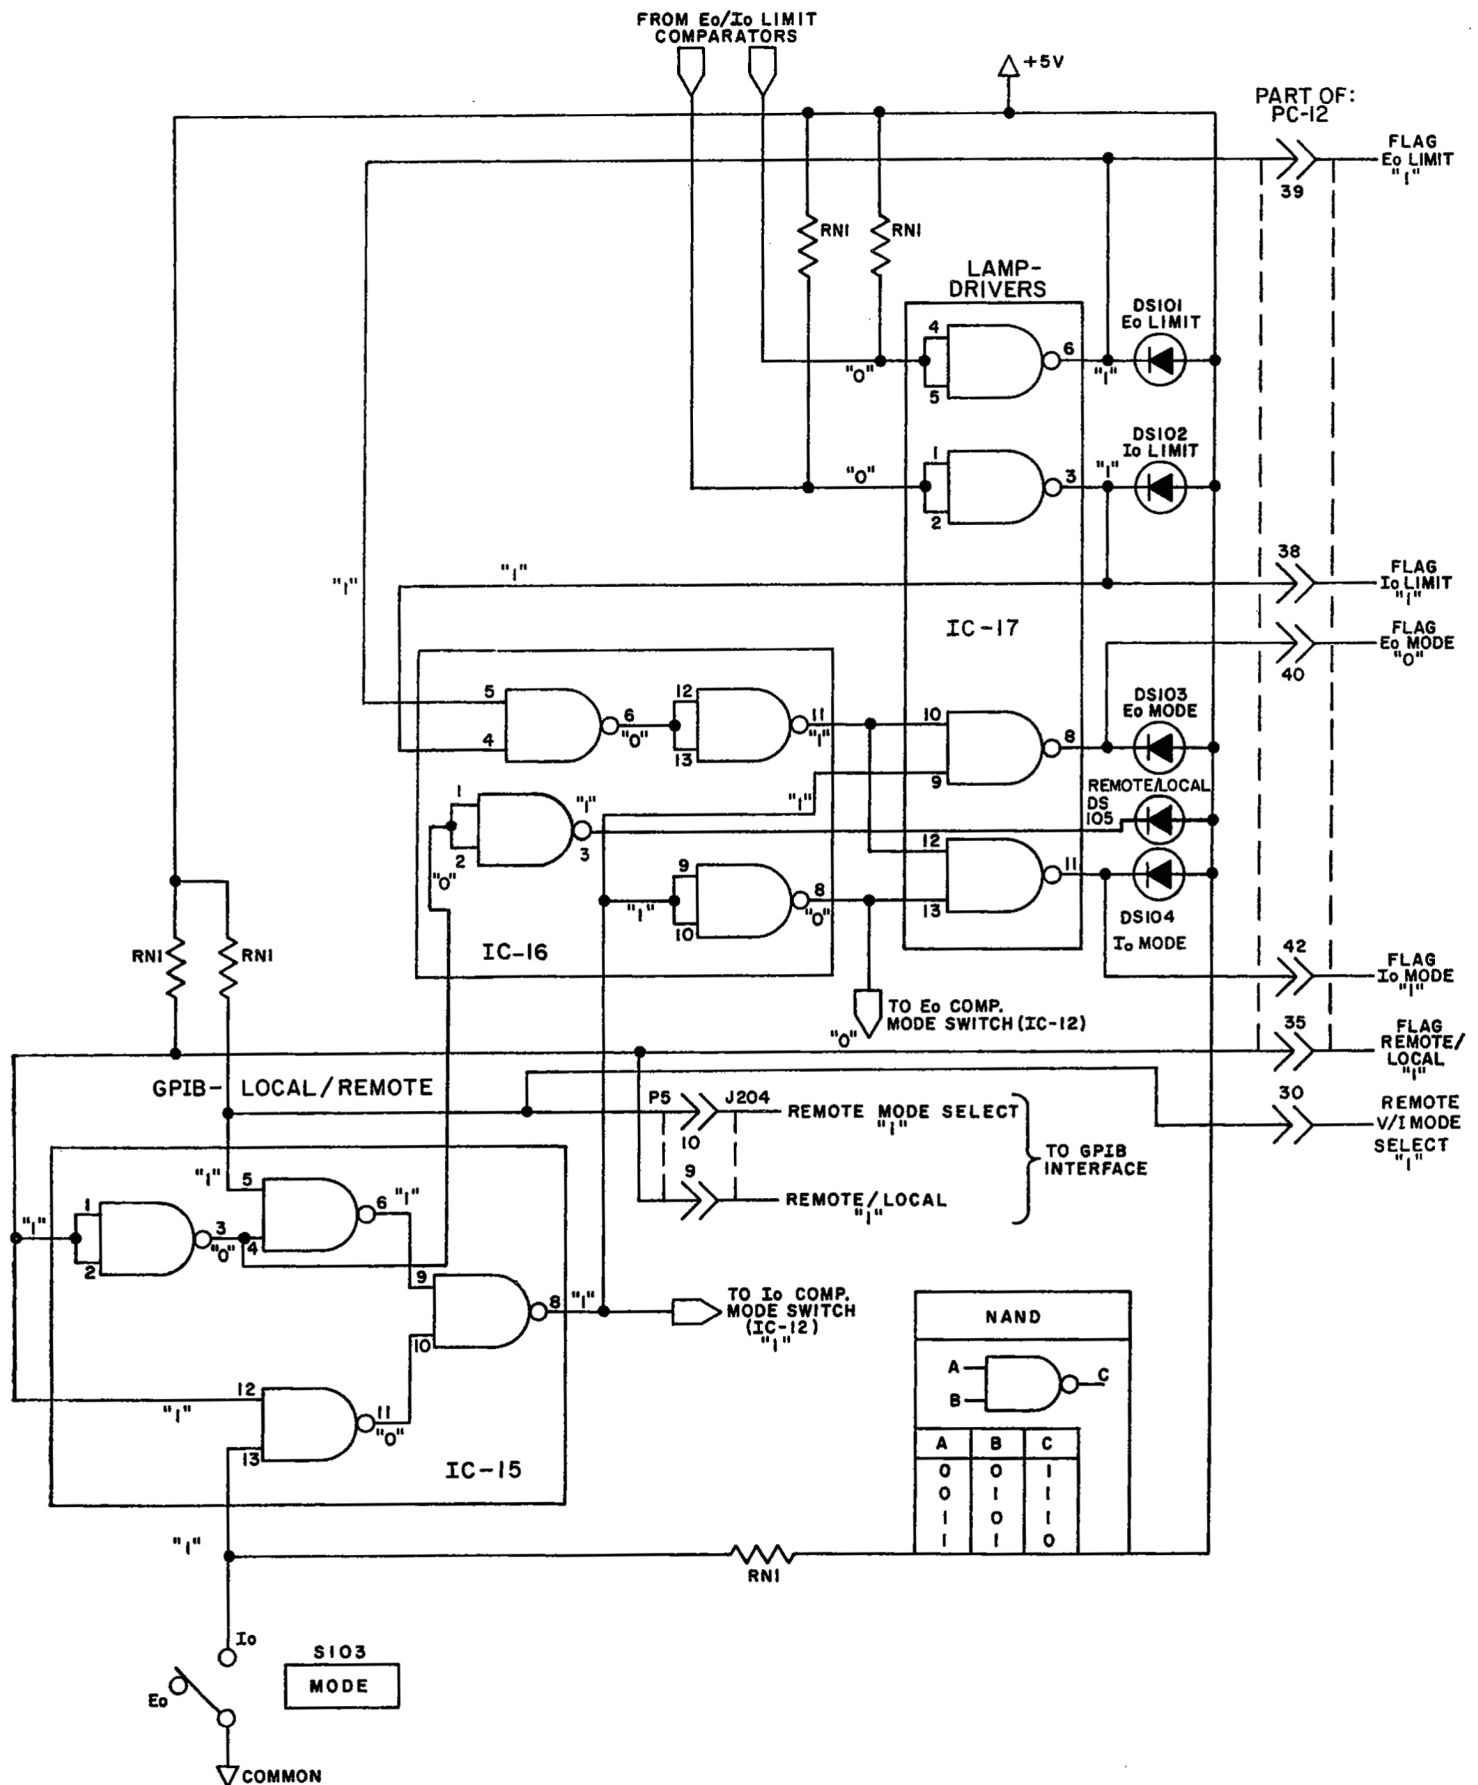 FROM Eo/Io LIMIT
COMPARATORS
+5V
PART OF:
PC-12
FLAG
Eo LIMIT
"1"
39
RN1
RN1
LAMP-
DRIVERS
DS101
Eo LIMIT
4
6
"0"
"1"
5
DS102
Io LIMIT
1
"0"
3
"1"
2
38
FLAG
Io LIMIT
"1"
"1"
"1"
IC-17
FLAG
Eo MODE
"0"
40
5
6
"0"
4
12
11
"1"
13
10
8
9
DS103
Eo MODE
REMOTE/LOCAL
DS
105
1
"1"
"1"
2
3
"0"
12
11
13
9
8
"1"
"0"
10
DS104
Io MODE
IC-16
RN1
RN1
42
FLAG
Io MODE
"1"
TO Eo COMP.
MODE SWITCH (IC-12)
"0"
35
FLAG
REMOTE/
LOCAL
"1"
GPIB- LOCAL/REMOTE
P5
J204
REMOTE MODE SELECT
"1"
10
30
REMOTE
V/I MODE
SELECT
"1"
TO GPIB
INTERFACE
9
REMOTE/LOCAL
"1"
"1"
5
6
"1"
1
3
"1"
"0"
4
2
9
8
"1"
10
TO Io COMP.
MODE SWITCH
(IC-12)
"1"
NAND
A
C
B
12
"1"
11
"0"
13
IC-15
A B C
0 0 1
0 1 1
1 0 1
1 1 0
"1"
RN1
Io
S103
MODE
Eo
COMMON